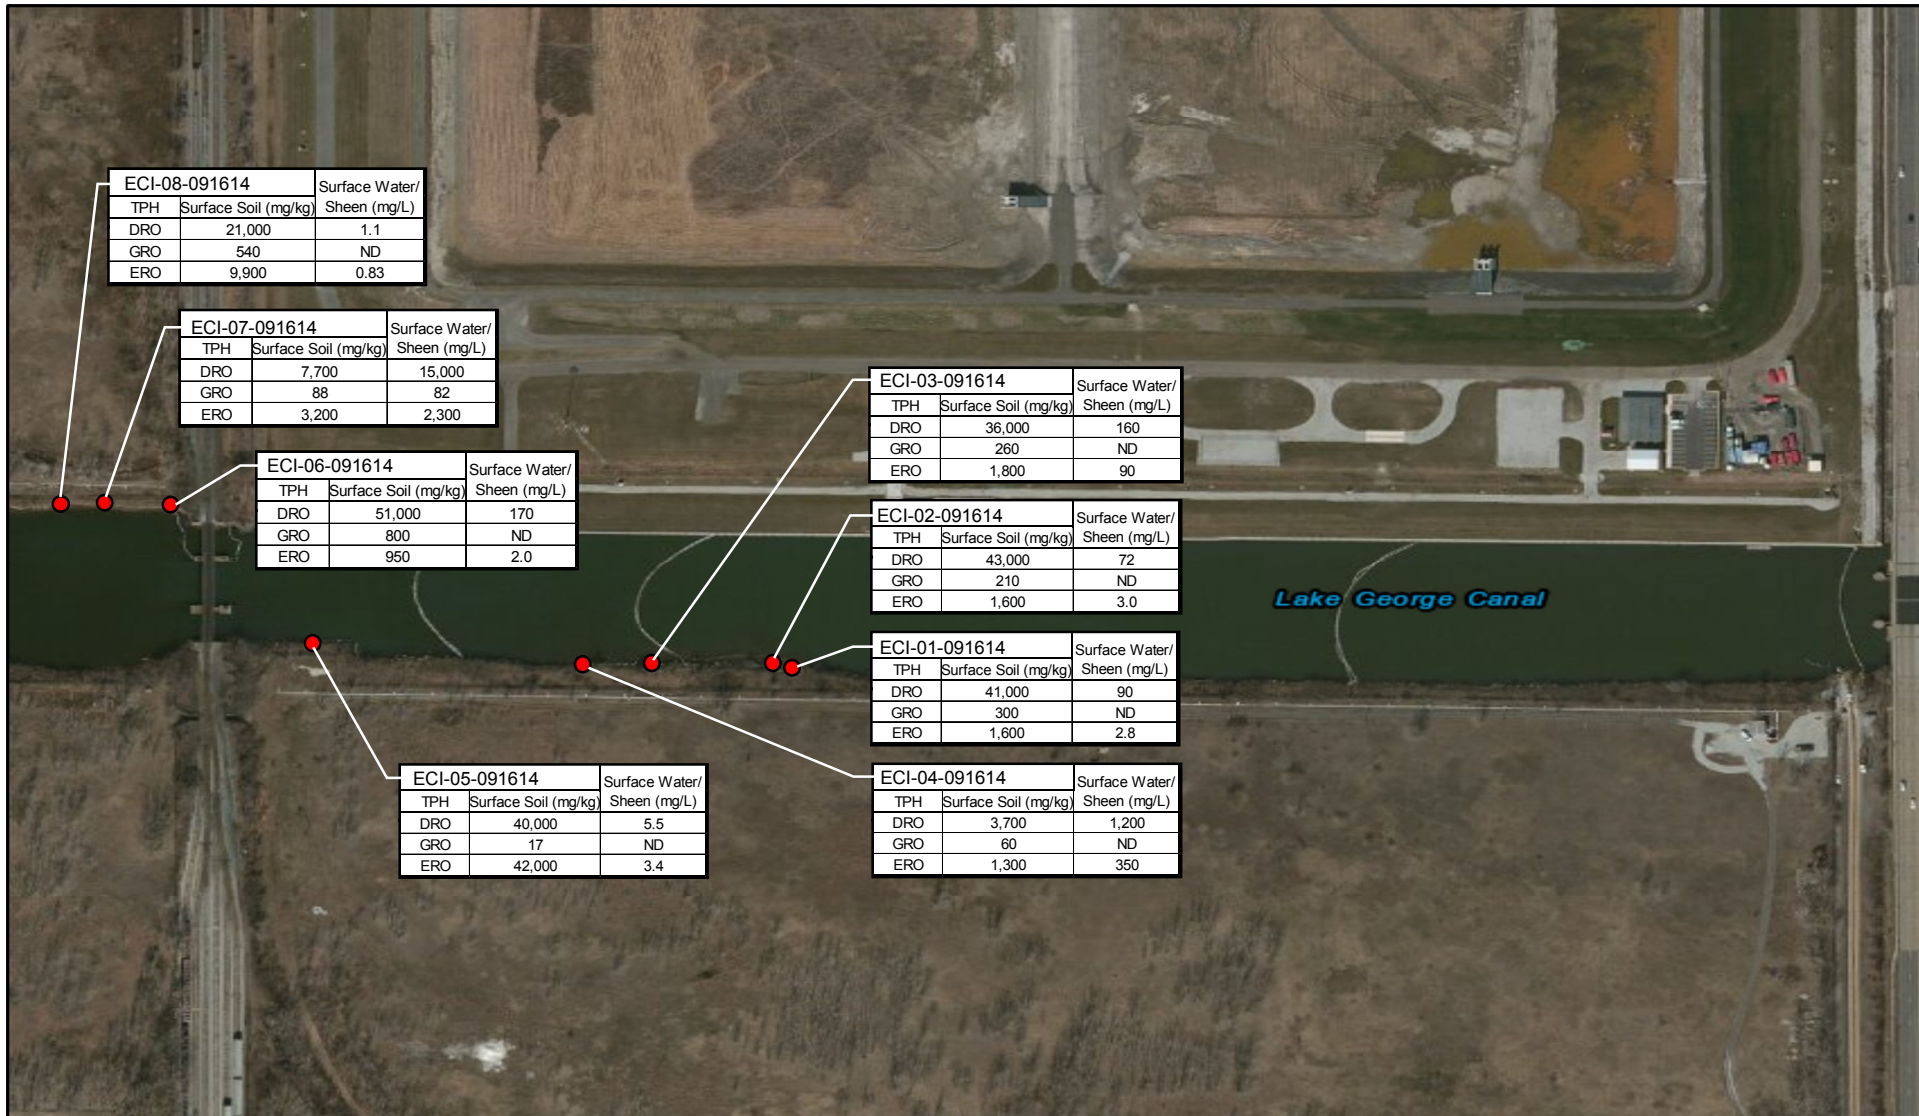 ECI-08-091614 Surface Water/
TPH Surface Soil (mg/kg) Sheen (mg/L)
DRO 21,000 1.1
GRO 540 ND
ERO 9,900 0.83
ECI-07-091614 Surface Water/
TPH Surface Soil (mg/kg) Sheen (mg/L)
DRO 7,700 15,000
GRO 88 82
ERO 3,200 2,300
ECI-06-091614 Surface Water/
TPH Surface Soil (mg/kg) Sheen (mg/L)
DRO 51,000 170
GRO 800 ND
ERO 950 2.0
ECI-03-091614 Surface Water/
TPH Surface Soil (mg/kg) Sheen (mg/L)
DRO 36,000 160
GRO 260 ND
ERO 1,800 90
ECI-02-091614 Surface Water/
TPH Surface Soil (mg/kg) Sheen (mg/L)
DRO 43,000 72
GRO 210 ND
ERO 1,600 3.0
Lake George Canal
ECI-01-091614 Surface Water/
TPH Surface Soil (mg/kg) Sheen (mg/L)
DRO 41,000 90
GRO 300 ND
ERO 1,600 2.8
ECI-05-091614 Surface Water/
TPH Surface Soil (mg/kg) Sheen (mg/L)
DRO 40,000 5.5
GRO 17 ND
ERO 42,000 3.4
ECI-04-091614 Surface Water/
TPH Surface Soil (mg/kg) Sheen (mg/L)
DRO 3,700 1,200
GRO 60 ND
ERO 1,300 350